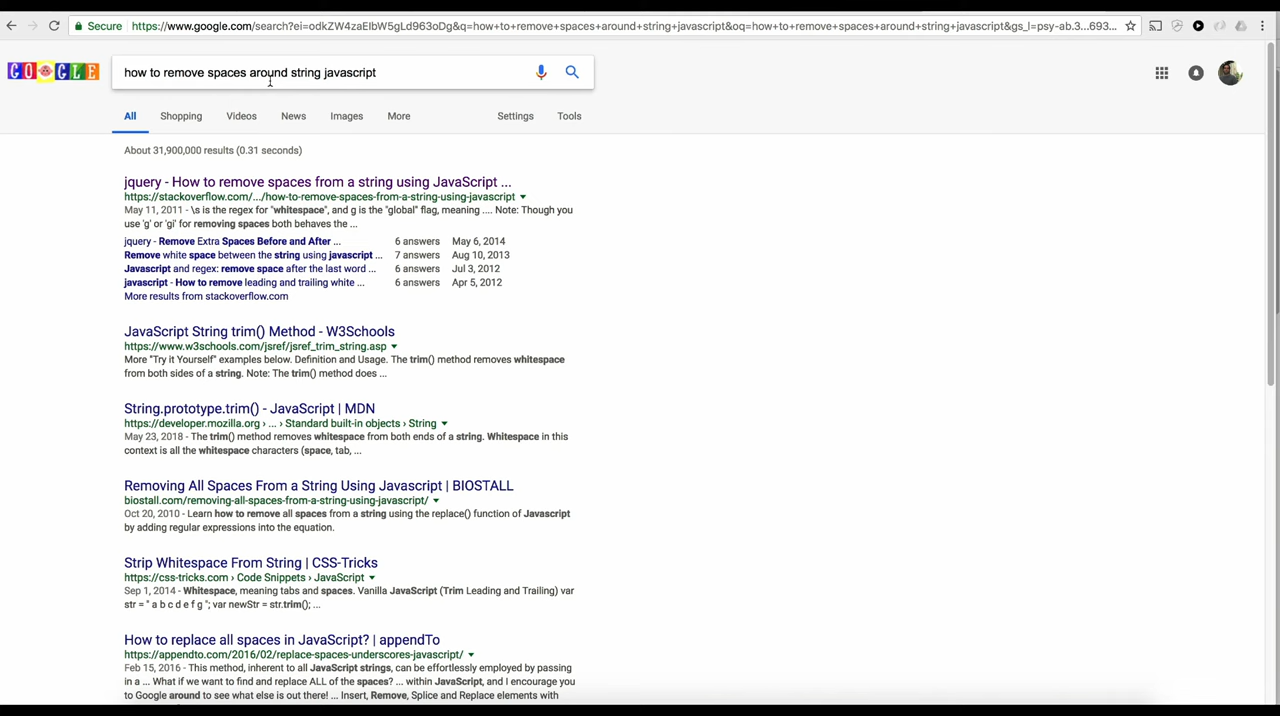 Secure https://www.google.com/search?ei=odkZW4zaEIbW5gLd963oDg&q=how+to+remove+spaces+around+string+javascript&oq=how+to+remove+spaces+around+string+javascript&gs_l=psy-ab.3...693...
GOOGLE how to remove spaces around string javascript
All Shopping Videos News Images More Settings Tools
About 31,900,000 results (0.31 seconds)
jquery - How to remove spaces from a string using JavaScript ...
https://stackoverflow.com/.../how-to-remove-spaces-from-a-string-using-javascript
May 11, 2011 - \s is the regex for "whitespace", and g is the "global" flag, meaning .... Note: Though you
use 'g' or 'gi' for removing spaces both behaves the ...
jquery - Remove Extra Spaces Before and After ... 6 answers May 6, 2014
Remove white space between the string using javascript ... 7 answers Aug 10, 2013
Javascript and regex: remove space after the last word ... 6 answers Jul 3, 2012
javascript - How to remove leading and trailing white ... 6 answers Apr 5, 2012
More results from stackoverflow.com
JavaScript String trim() Method - W3Schools
https://www.w3schools.com/jsref/jsref_trim_string.asp
More "Try it Yourself" examples below. Definition and Usage. The trim() method removes whitespace
from both sides of a string. Note: The trim() method does ...
String.prototype.trim() - JavaScript | MDN
https://developer.mozilla.org › ... › Standard built-in objects › String
May 23, 2018 - The trim() method removes whitespace from both ends of a string. Whitespace in this
context is all the whitespace characters (space, tab, ...
Removing All Spaces From a String Using Javascript | BIOSTALL
biostall.com/removing-all-spaces-from-a-string-using-javascript/
Oct 20, 2010 - Learn how to remove all spaces from a string using the replace() function of Javascript
by adding regular expressions into the equation.
Strip Whitespace From String | CSS-Tricks
https://css-tricks.com › Code Snippets › JavaScript
Sep 1, 2014 - Whitespace, meaning tabs and spaces. Vanilla JavaScript (Trim Leading and Trailing) var
str = " a b c d e f g "; var newStr = str.trim(); ...
How to replace all spaces in JavaScript? | appendTo
https://appendto.com/2016/02/replace-spaces-underscores-javascript/
Feb 15, 2016 - This method, inherent to all JavaScript strings, can be effortlessly employed by passing
in a ... What if we want to find and replace ALL of the spaces? ... within JavaScript, and I encourage you
to Google around to see what else is out there! ... Insert, Remove, Splice and Replace elements with